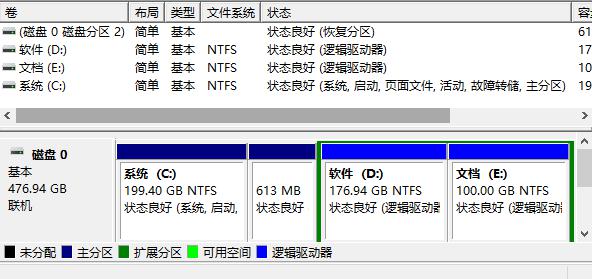 卷 布局 类型 文件系统 状态 容
(磁盘 0 磁盘分区 2) 简单 基本 状态良好 (恢复分区) 61
软件 (D:) 简单 基本 NTFS 状态良好 (逻辑驱动器) 17
文档 (E:) 简单 基本 NTFS 状态良好 (逻辑驱动器) 10
系统 (C:) 简单 基本 NTFS 状态良好 (系统, 启动, 页面文件, 活动, 故障转储, 主分区) 19
磁盘 0
基本
476.94 GB
联机
系统 (C:)
199.40 GB NTFS
状态良好 (系统, 启动,
613 MB
状态良好
软件 (D:)
176.94 GB NTFS
状态良好 (逻辑驱动器
文档 (E:)
100.00 GB NTFS
状态良好 (逻辑驱动器
未分配 主分区 扩展分区 可用空间 逻辑驱动器